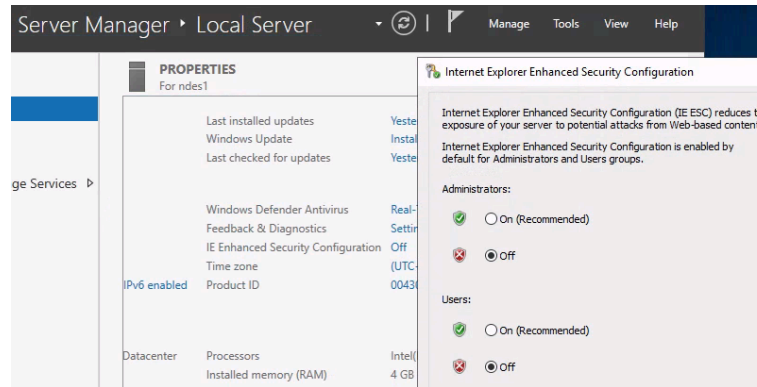 Server Manager ‣ Local Server
Manage Tools View Help
PROPERTIES
For ndes1
Last installed updates Yeste
Windows Update Instal
Last checked for updates Yeste
ge Services
Windows Defender Antivirus Real-
Feedback & Diagnostics Settin
IE Enhanced Security Configuration Off
Time zone (UTC-
IPv6 enabled Product ID 0043
Datacenter Processors Intel(
Installed memory (RAM) 4 GB
Internet Explorer Enhanced Security Configuration
Internet Explorer Enhanced Security Configuration (IE ESC) reduces t
exposure of your server to potential attacks from Web-based conten
Internet Explorer Enhanced Security Configuration is enabled by
default for Administrators and Users groups.
Administrators:
On (Recommended)
Off
Users:
On (Recommended)
Off